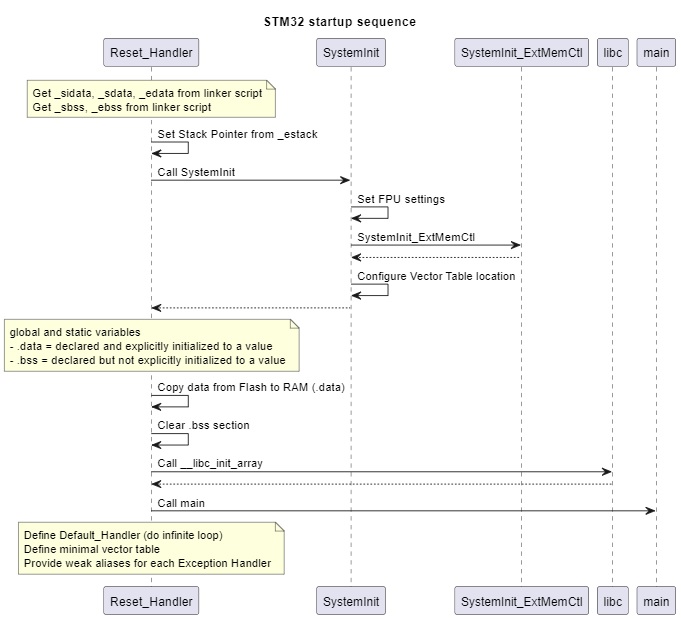 STM32 startup sequence
Reset_Handler
SystemInit
SystemInit_ExtMemCtl
libc
main
Get _sidata, _sdata, _edata from linker script
Get _sbss, _ebss from linker script
Set Stack Pointer from _estack
Call SystemInit
Set FPU settings
SystemInit_ExtMemCtl
Configure Vector Table location
global and static variables
- .data = declared and explicitly initialized to a value
- .bss = declared but not explicitly initialized to a value
Copy data from Flash to RAM (.data)
Clear .bss section
Call __libc_init_array
Call main
Define Default_Handler (do infinite loop)
Define minimal vector table
Provide weak aliases for each Exception Handler
Reset_Handler
SystemInit
SystemInit_ExtMemCtl
libc
main